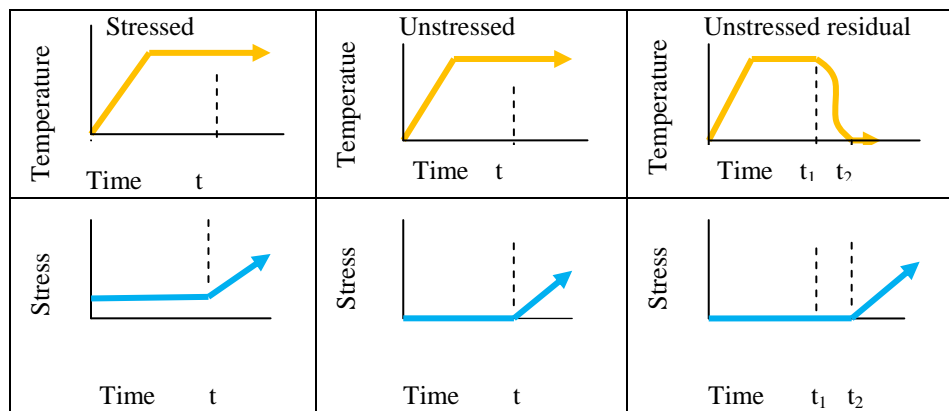 Stressed
Temperature
Time t
Unstressed
Temperatue
Time t
Unstressed residual
Temperature
Time t₁ t₂
Stress
Time t
Stress
Time t
Stress
Time t₁ t₂